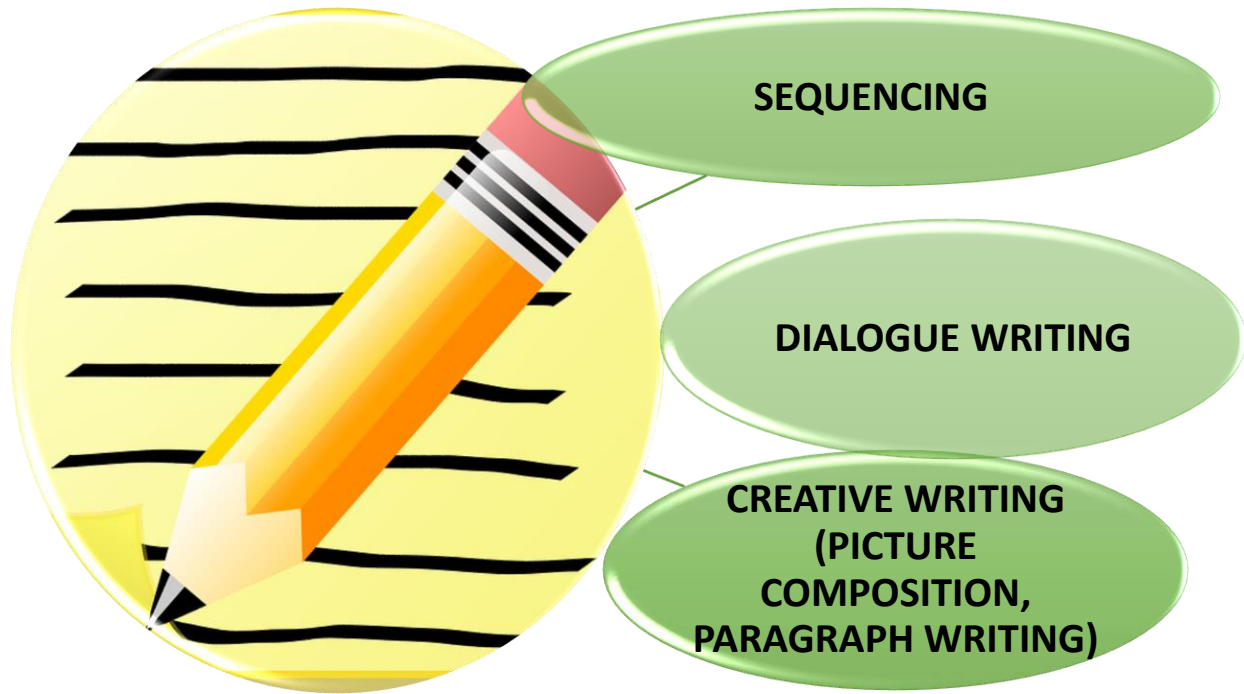 SEQUENCING
DIALOGUE WRITING
CREATIVE WRITING
(PICTURE
COMPOSITION,
PARAGRAPH WRITING)